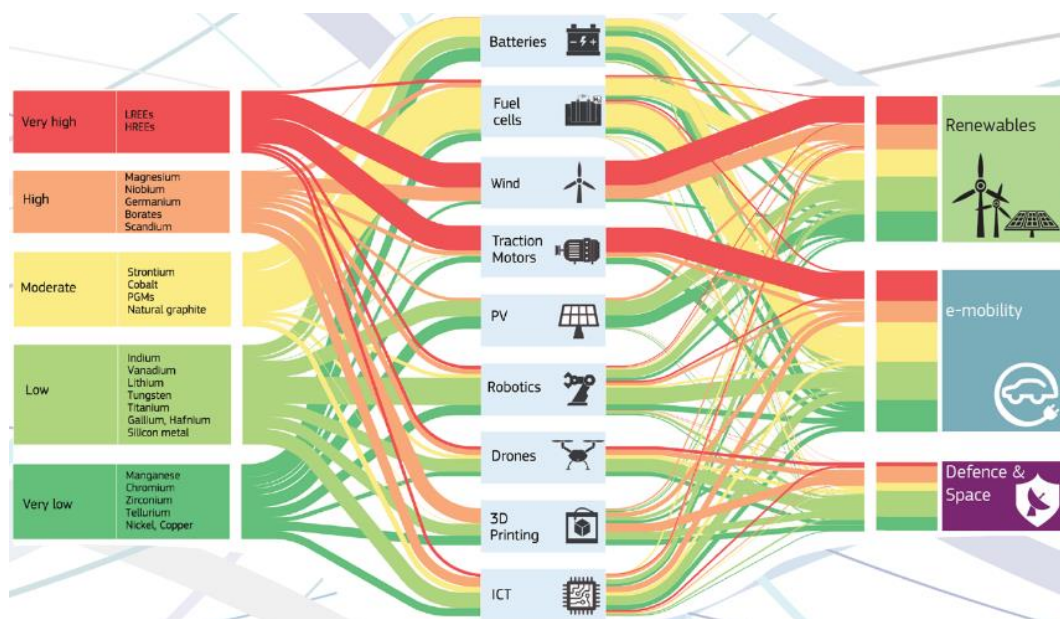 Very high
LREEs
HREEs
High
Magnesium
Niobium
Germanium
Borates
Scandium
Moderate
Strontium
Cobalt
PGMs
Natural graphite
Low
Indium
Vanadium
Lithium
Tungsten
Titanium
Gallium, Hafnium
Silicon metal
Very low
Manganese
Chromium
Zirconium
Tellurium
Nickel, Copper
Batteries
Fuel
cells
Wind
Traction
Motors
PV
Robotics
Drones
3D
Printing
ICT
Renewables
e-mobility
Defence &
Space